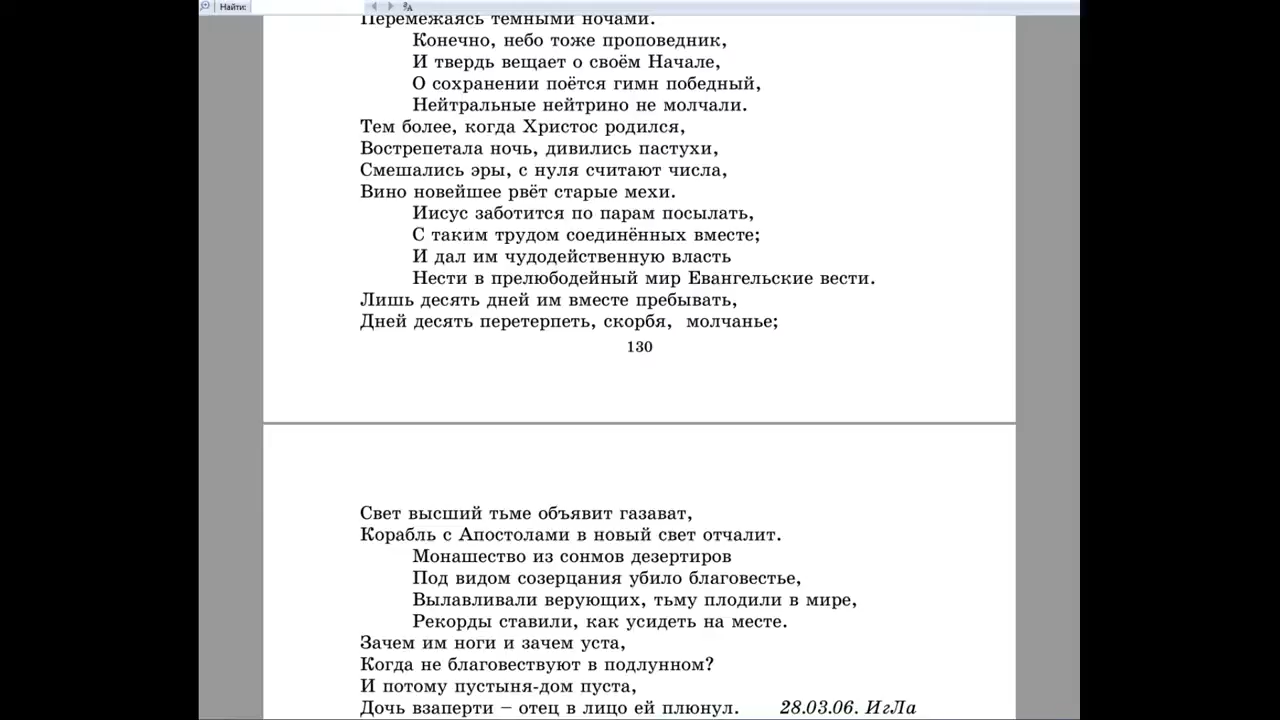 Найти:
Перемежаясь тёмными ночами.
Конечно, небо тоже проповедник,
И твердь вещает о своём Начале,
О сохранении поётся гимн победный,
Нейтральные нейтрино не молчали.
Тем более, когда Христос родился,
Вострепетала ночь, дивились пастухи,
Смешались эры, с нуля считают числа,
Вино новейшее рвёт старые мехи.
Иисус заботится по парам посылать,
С таким трудом соединённых вместе;
И дал им чудодейственную власть
Нести в прелюбодейный мир Евангельские вести.
Лишь десять дней им вместе пребывать,
Дней десять перетерпеть, скорбя, молчанье;
130
Свет высший тьме объявит газават,
Корабль с Апостолами в новый свет отчалит.
Монашество из сонмов дезертиров
Под видом созерцания убило благовестье,
Вылавливали верующих, тьму плодили в мире,
Рекорды ставили, как усидеть на месте.
Зачем им ноги и зачем уста,
Когда не благовествуют в подлунном?
И потому пустыня-дом пуста,
Дочь взаперти – отец в лицо ей плюнул. 28.03.06. ИгЛа